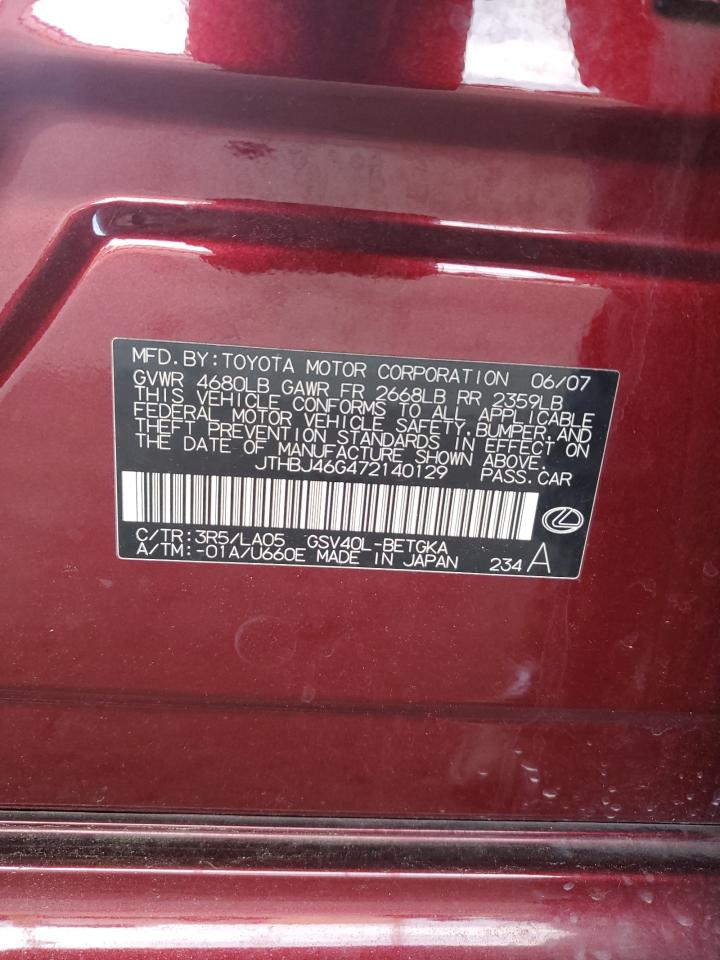 MFD.BY:TOYOTA MOTOR CORPORATION 06/07
GVWR 4680LB GAWR FR 2668LB RR 2359LB
THIS VEHICLE CONFORMS TO ALL APPLICABLE
FEDERAL MOTOR VEHICLE SAFETY,BUMPER,AND
THEFT PREVENTION STANDARDS IN EFFECT ON
THE DATE OF MANUFACTURE SHOWN ABOVE.
JTHBJ46G472140129 PASS.CAR
C/TR:3R5/LA05 GSV40L-BETGKA
A/TM:-01A/U660E MADE IN JAPAN 234 A